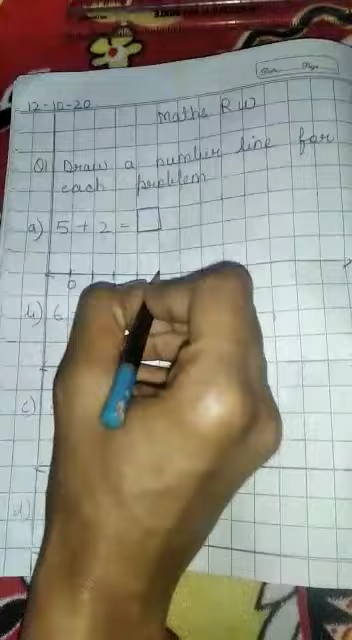 12-10-20
Maths R W
Q1 Draw a number line for
each problem
a) 5 + 2 = □
0
b) 6
c)
d)